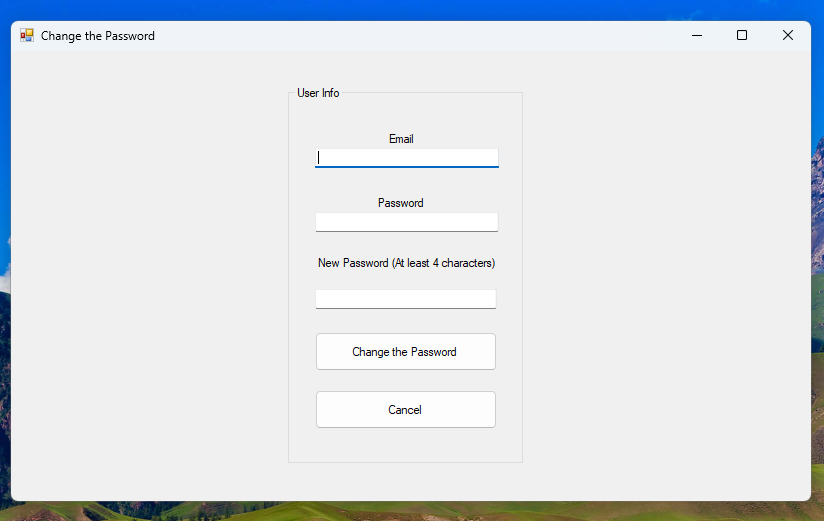 Change the Password
User Info
Email
Password
New Password (At least 4 characters)
Change the Password
Cancel